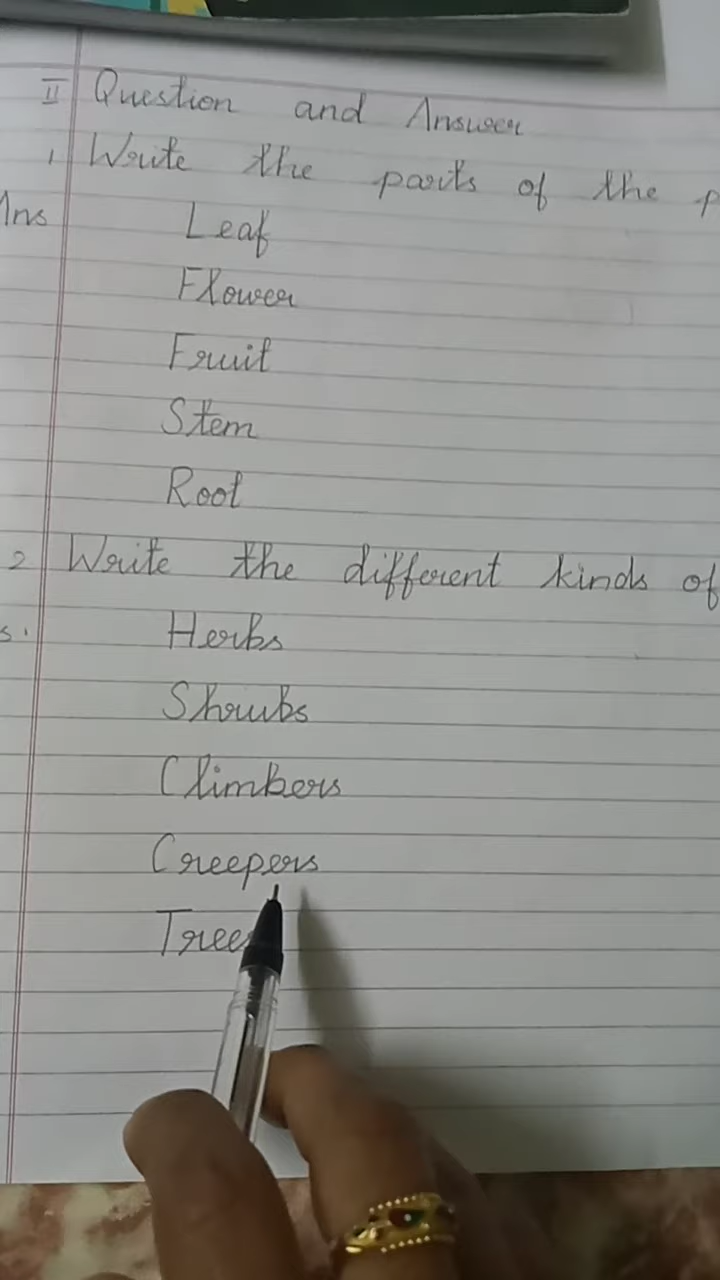 II Question and Answer
1 Write the parts of the p
Ans Leaf
Flower
Fruit
Stem
Root
2 Write the different kinds of
s. Herbs
Shrubs
Climbers
Creepers
Trees